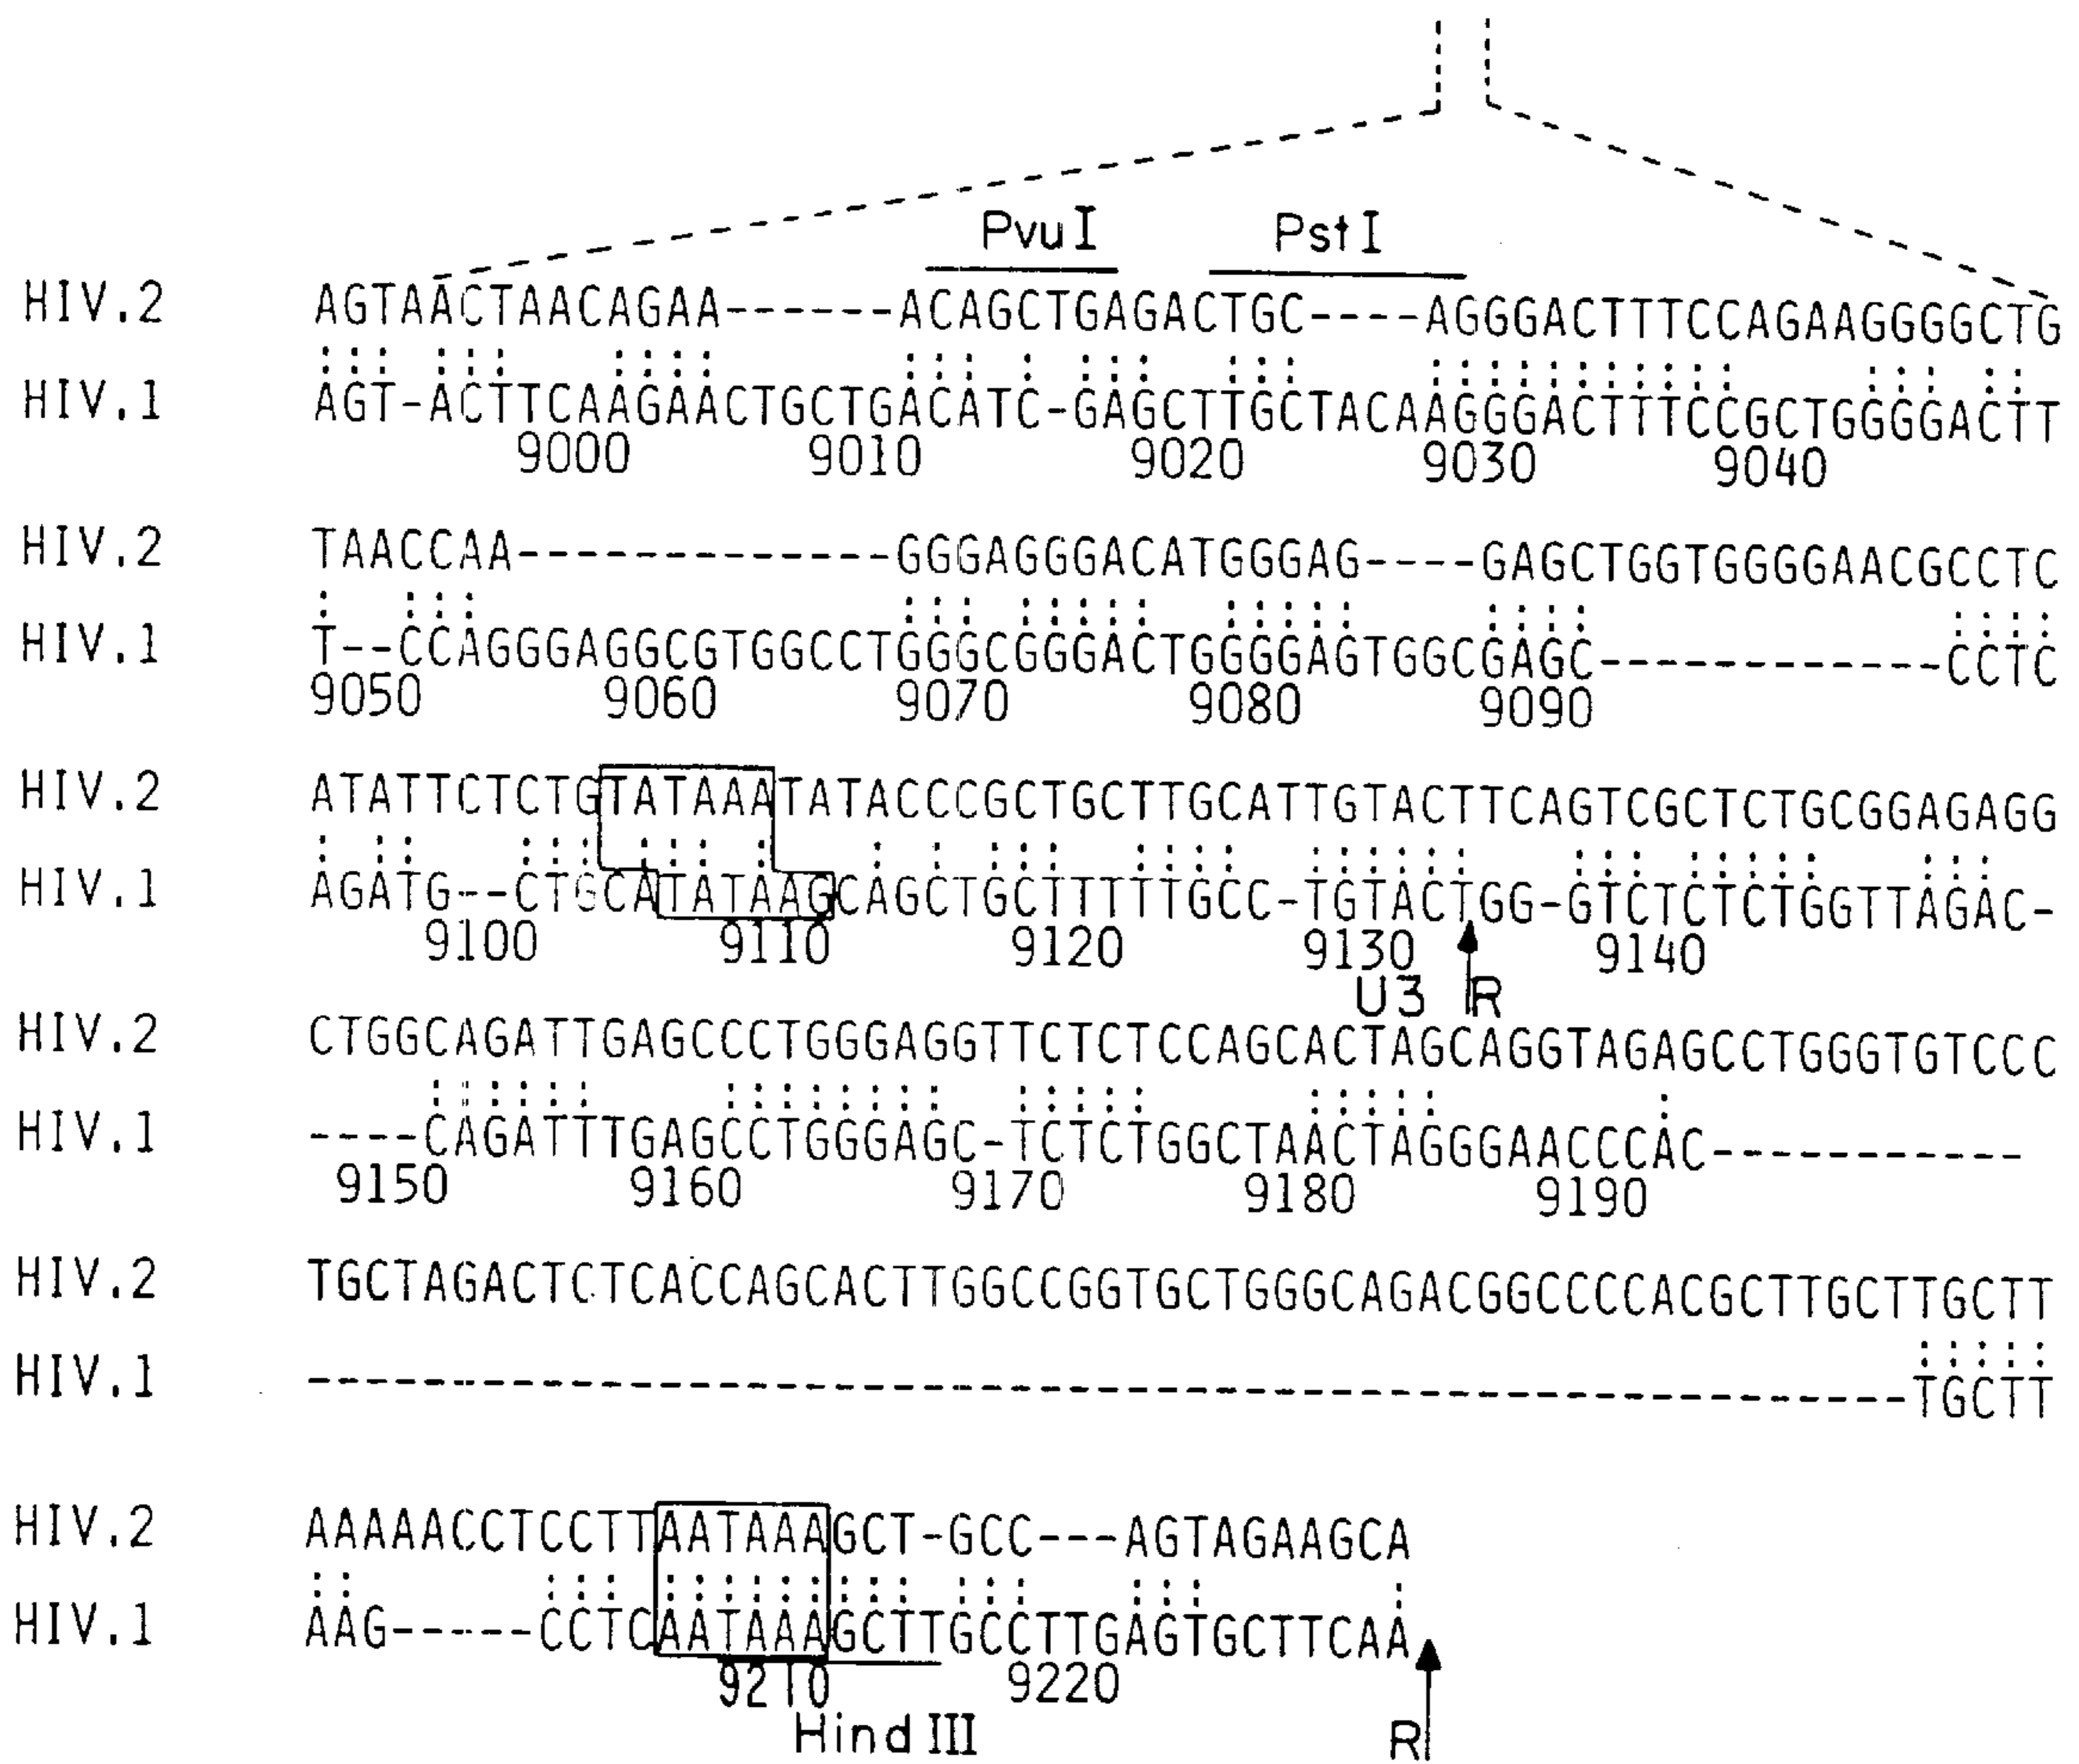 PvuI PstI
HIV.2 AGTAACTAACAGAA------ACAGCTGAGACTGC----AGGGACTTTCCAGAAGGGGCTG
HIV.1 AGT-ACTTCAAGAACTGCTGACATC-GAGCTTGCTACAAGGGACTTTCCGCTGGGGACTT
9000 9010 9020 9030 9040
HIV.2 TAACCAA-------------GGGAGGGACATGGGAG----GAGCTGGTGGGGAACGCCTC
HIV.1 T--CCAGGGAGGCGTGGCCTGGGCGGGACTGGGGAGTGGCGAGC------------CCTC
9050 9060 9070 9080 9090
HIV.2 ATATTCTCTGTATAAATATACCCGCTGCTTGCATTGTACTTCAGTCGCTCTGCGGAGAGG
HIV.1 AGATG--CTGCATATAAGCAGCTGCTTTTTGCC-TGTACTGG-GTCTCTCTGGTTAGAC-
9100 9110 9120 9130 9140
U3 R
HIV.2 CTGGCAGATTGAGCCCTGGGAGGTTCTCTCCAGCACTAGCAGGTAGAGCCTGGGTGTCCC
HIV.1 ----CAGATTTGAGCCTGGGAGC-TCTCTGGCTAACTAGGGAACCCAC-----------
9150 9160 9170 9180 9190
HIV.2 TGCTAGACTCTCACCAGCACTTGGCCGGTGCTGGGCAGACGGCCCCACGCTTGCTTGCTT
HIV.1 -------------------------------------------------------TGCTT
HIV.2 AAAAACCTCCTTAATAAAGCT-GCC---AGTAGAAGCA
HIV.1 AAG-----CCTCAATAAAGCTTGCCTTGAGTGCTTCAA
9210 9220
Hind III R